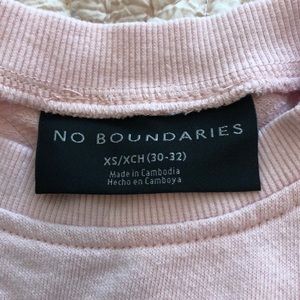 NO BOUNDARIES
XS/XCH (30-32)
Made in Cambodia
Hecho en Camboya